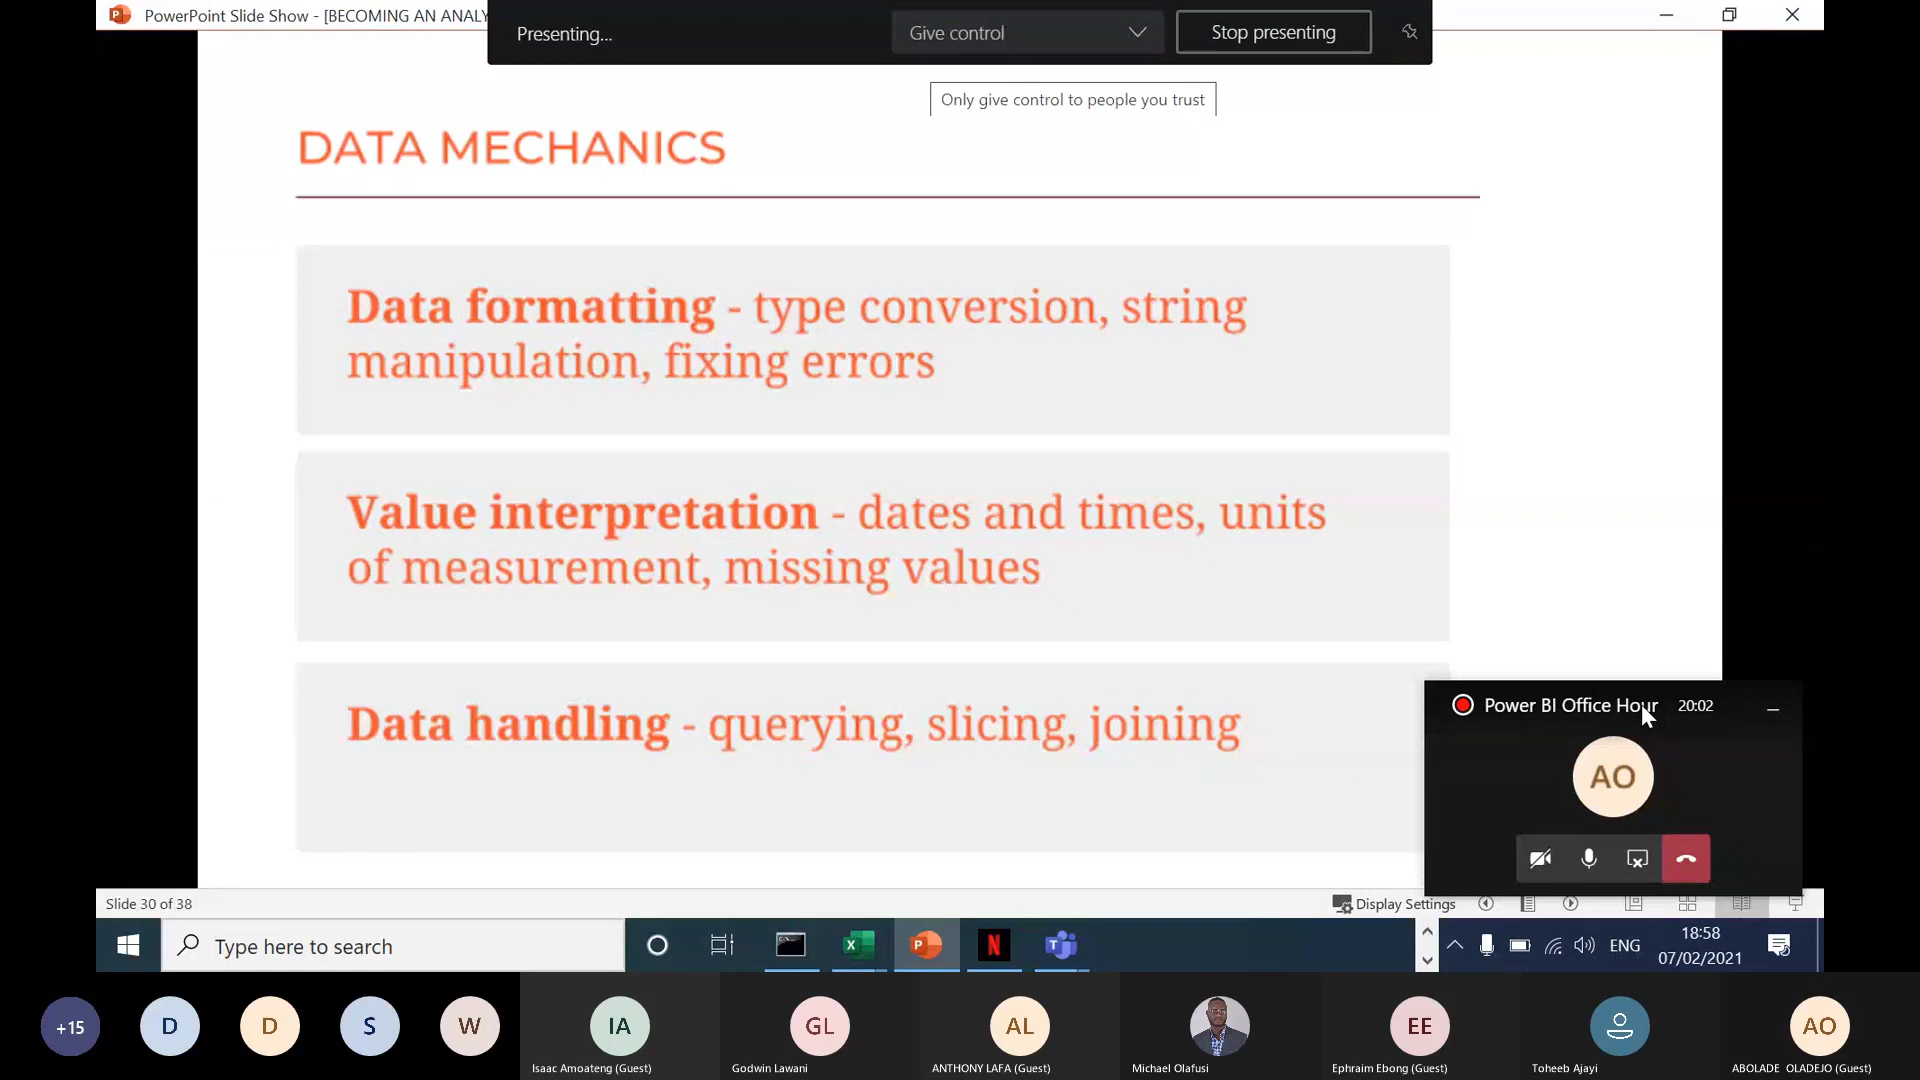 PowerPoint Slide Show - [BECOMING AN ANALY
Presenting...
Give control
Stop presenting
Only give control to people you trust
DATA MECHANICS
Data formatting - type conversion, string
manipulation, fixing errors
Value interpretation - dates and times, units
of measurement, missing values
Data handling - querying, slicing, joining
Power BI Office Hour 20:02
AO
Slide 30 of 38
Display Settings
Type here to search
ENG
18:58
07/02/2021
+15
D
D
S
W
IA
GL
AL
EE
AO
Isaac Amoateng (Guest)
Godwin Lawani
ANTHONY LAFA (Guest)
Michael Olafusi
Ephraim Ebong (Guest)
Toheeb Ajayi
ABOLADE OLADEJO (Guest)